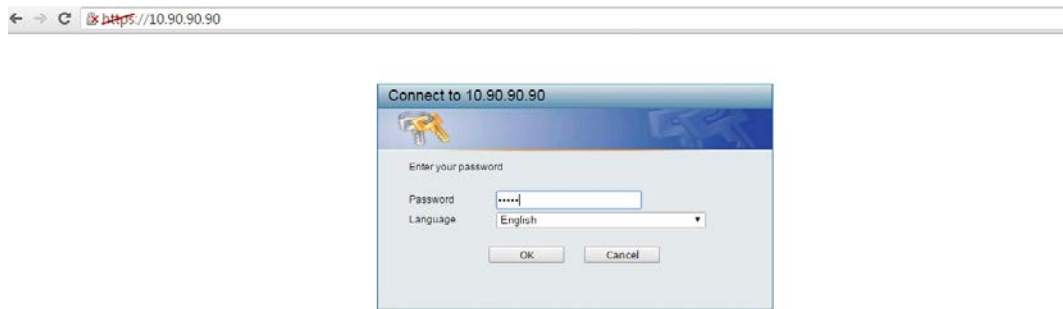 https://10.90.90.90
Connect to 10.90.90.90
Enter your password
Password •••••
Language English
OK Cancel